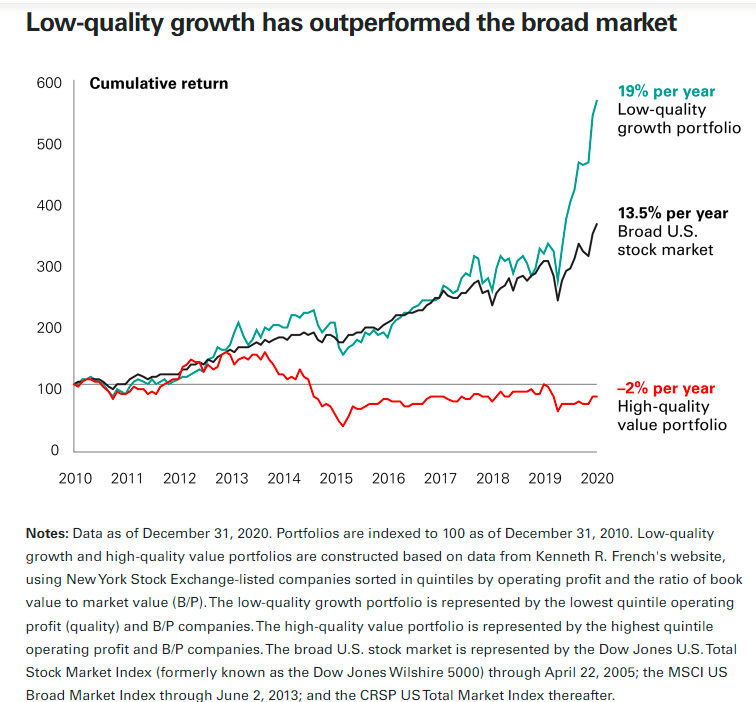 Low-quality growth has outperformed the broad market
600
Cumulative return
500
400
300
200
100
0
19% per year
Low-quality
growth portfolio
13.5% per year
Broad U.S.
stock market
–2% per year
High-quality
value portfolio
2010 2011 2012 2013 2014 2015 2016 2017 2018 2019 2020
Notes: Data as of December 31, 2020. Portfolios are indexed to 100 as of December 31, 2010. Low-quality
growth and high-quality value portfolios are constructed based on data from Kenneth R. French's website,
using New York Stock Exchange-listed companies sorted in quintiles by operating profit and the ratio of book
value to market value (B/P). The low-quality growth portfolio is represented by the lowest quintile operating
profit (quality) and B/P companies. The high-quality value portfolio is represented by the highest quintile
operating profit and B/P companies. The broad U.S. stock market is represented by the Dow Jones U.S. Total
Stock Market Index (formerly known as the Dow Jones Wilshire 5000) through April 22, 2005; the MSCI US
Broad Market Index through June 2, 2013; and the CRSP US Total Market Index thereafter.